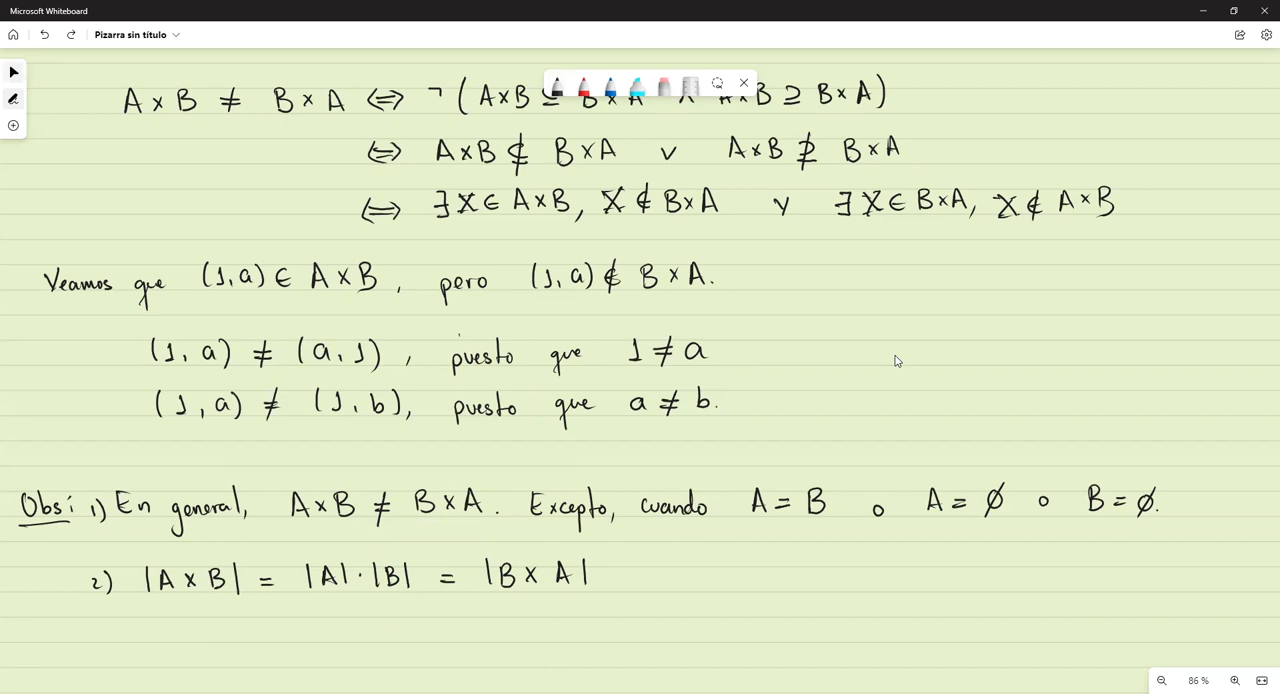 Microsoft Whiteboard
Pizarra sin título
A × B ≠ B × A ⇔ ¬ ( A×B ⊆ B × A ∧ A×B ⊇ B × A )
⇔ A×B ⊈ B × A ∨ A×B ⊉ B × A
⇔ ∃ X ∈ A × B, X ∉ B × A ∨ ∃ X ∈ B × A, X ∉ A × B
Veamos que (1, a) ∈ A × B, pero (1, a) ∉ B × A.
(1, a) ≠ (a, 1), puesto que 1 ≠ a
(1, a) ≠ (1, b), puesto que a ≠ b.
Obs: 1) En general, A × B ≠ B × A. Excepto, cuando A = B o A = ∅ o B = ∅.
2) |A × B| = |A| · |B| = |B × A|
86 %